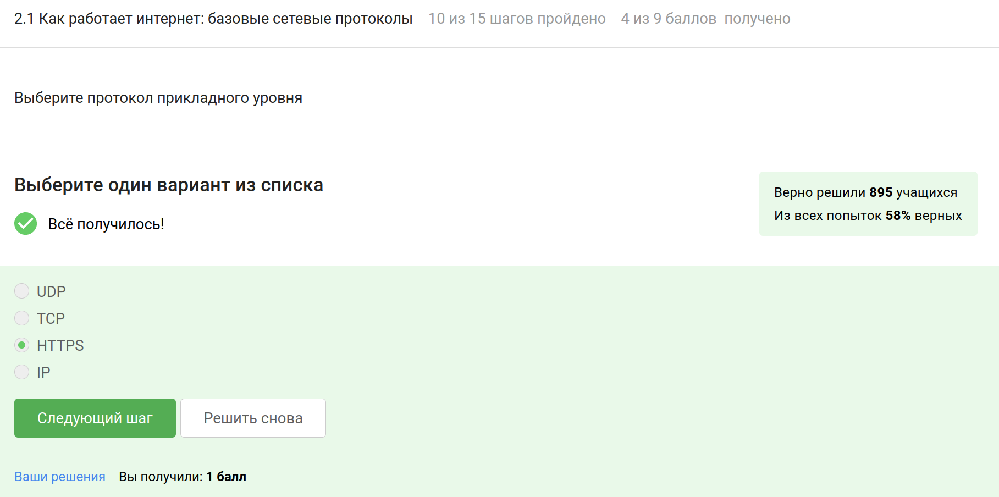 2.1 Как работает интернет: базовые сетевые протоколы 10 из 15 шагов пройдено 4 из 9 баллов получено
Выберите протокол прикладного уровня
Выберите один вариант из списка
Верно решили 895 учащихся
Из всех попыток 58% верных
Всё получилось!
UDP
TCP
HTTPS
IP
Следующий шаг Решить снова
Ваши решения Вы получили: 1 балл